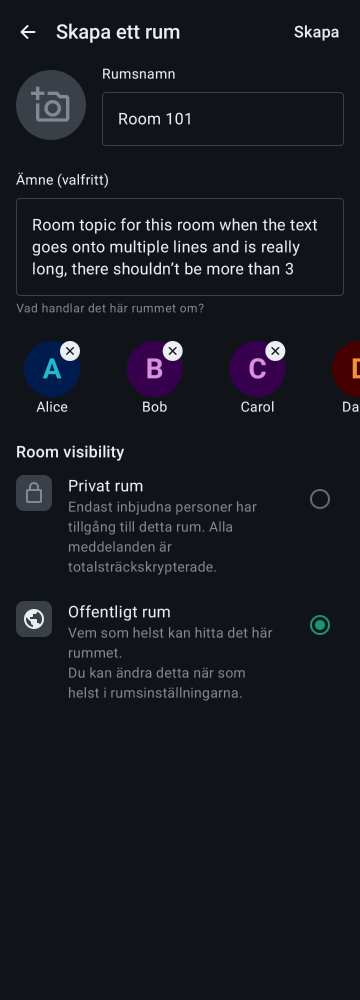 Skapa ett rum
Skapa
Rumsnamn
Room 101
Ämne (valfritt)
Room topic for this room when the text
goes onto multiple lines and is really
long, there shouldn’t be more than 3
Vad handlar det här rummet om?
A
B
C
Alice
Bob
Carol
Da
Room visibility
Privat rum
Endast inbjudna personer har
tillgång till detta rum. Alla
meddelanden är
totalsträckskrypterade.
Offentligt rum
Vem som helst kan hitta det här
rummet.
Du kan ändra detta när som
helst i rumsinställningarna.